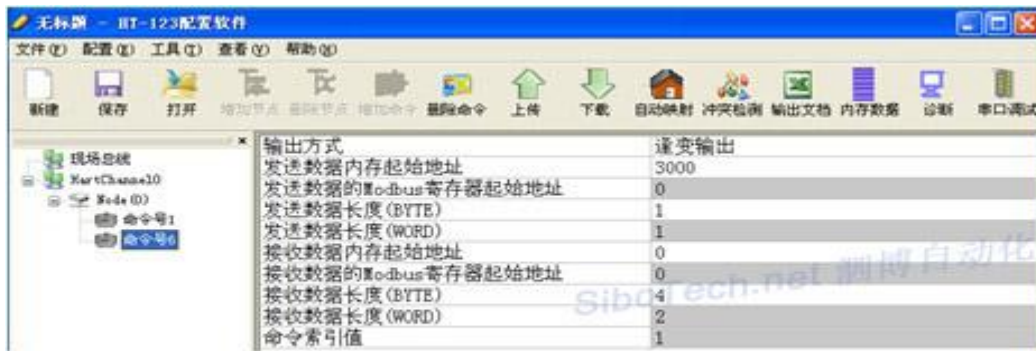 无标题 - HT-123配置软件
文件(F) 配置(E) 工具(T) 查看(V) 帮助(H)
新建 保存 打开 增加节点 删除节点 增加命令 删除命令 上传 下载 自动映射 冲突检测 输出文档 内存数据 诊断 串口调试
现场总线
HartChannel0
Node(0)
命令号1
命令号6
输出方式 逢变输出
发送数据内存起始地址 3000
发送数据的Modbus寄存器起始地址 0
发送数据长度(BYTE) 1
发送数据长度(WORD) 1
接收数据内存起始地址 0
接收数据的Modbus寄存器起始地址 0
接收数据长度(BYTE) 4
接收数据长度(WORD) 2
命令索引值 1
SiboTech.net 泗博自动化